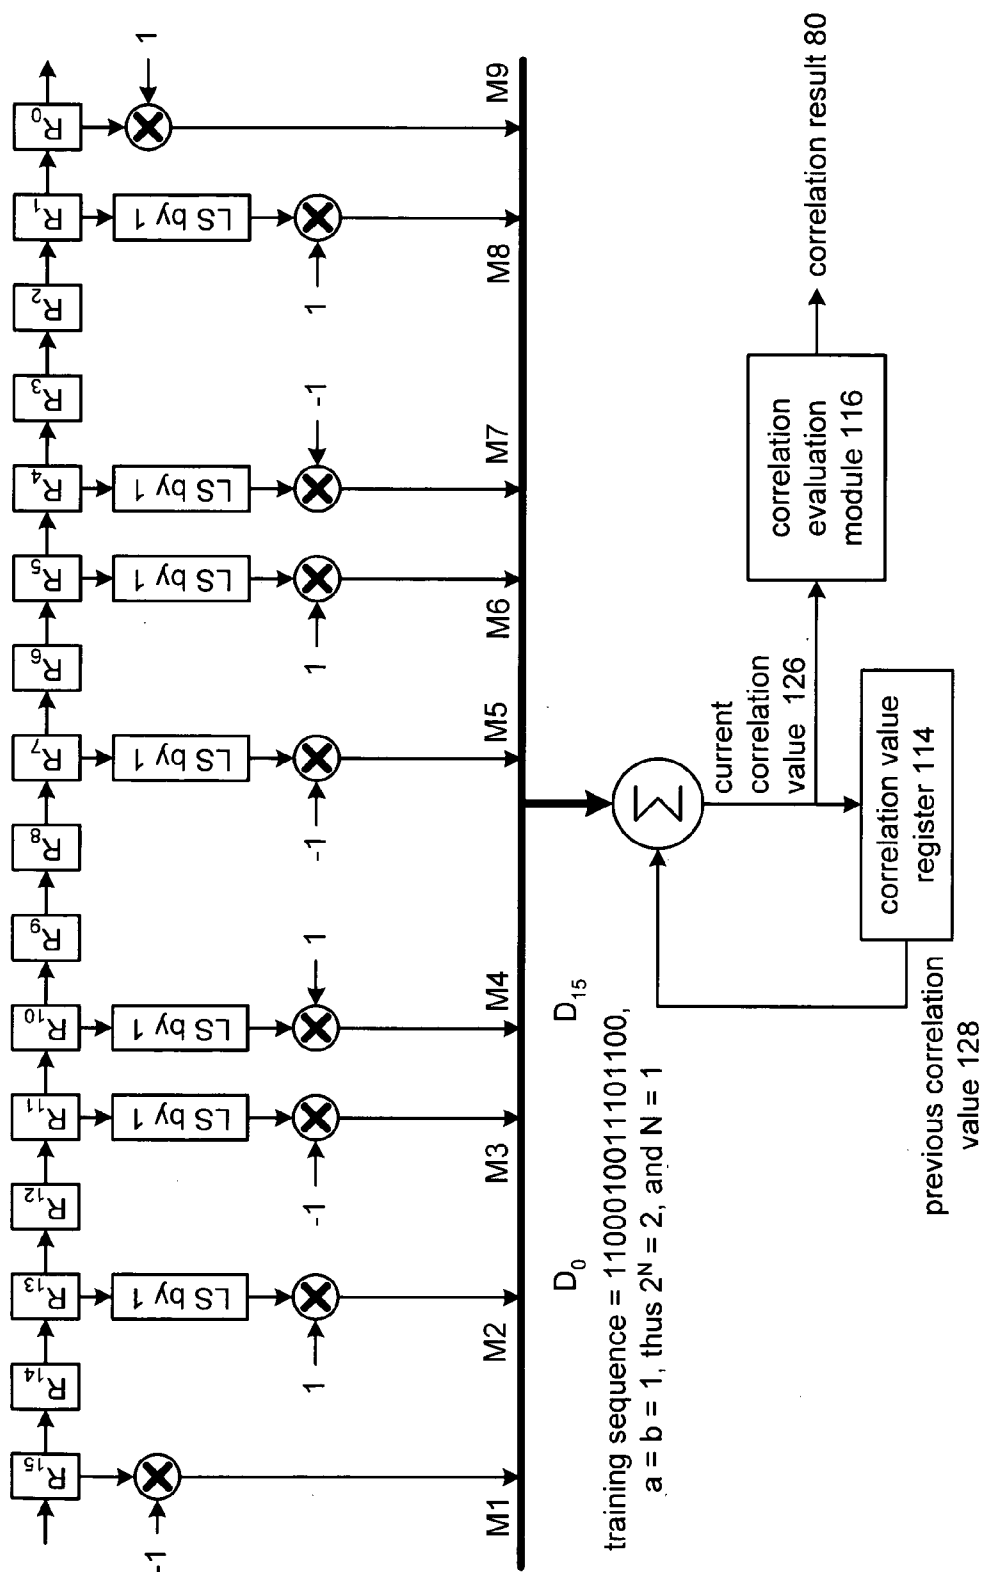 R15
R14
R13
R12
R11
R10
R9
R8
R7
R6
R5
R4
R3
R2
R1
R0
LS by 1
LS by 1
LS by 1
LS by 1
LS by 1
LS by 1
LS by 1
-1
1
-1
1
-1
1
-1
1
1
M1
M2
M3
M4
M5
M6
M7
M8
M9
D0
D15
training sequence = 1100010011101100,
a = b = 1, thus 2^N = 2, and N = 1
Σ
current
correlation
value 126
correlation
evaluation
module 116
correlation result 80
correlation value
register 114
previous correlation
value 128